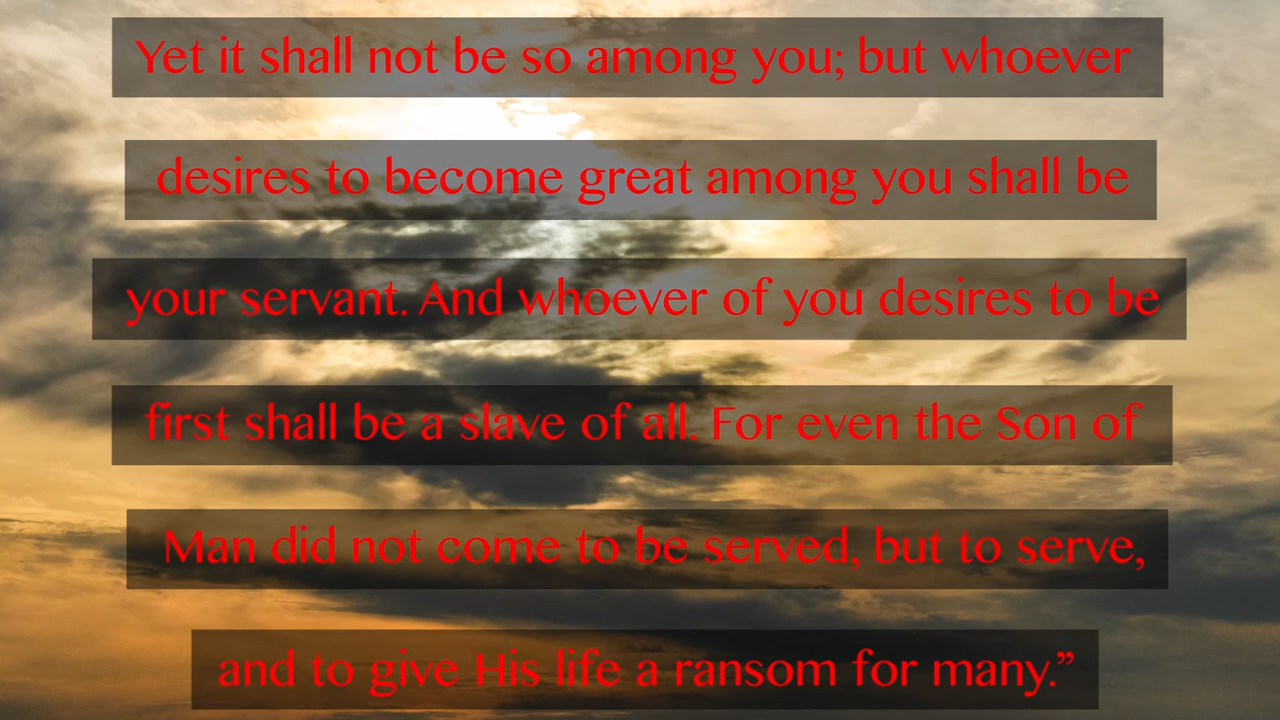 Yet it shall not be so among you; but whoever
desires to become great among you shall be
your servant. And whoever of you desires to be
first shall be a slave of all. For even the Son of
Man did not come to be served, but to serve,
and to give His life a ransom for many.”